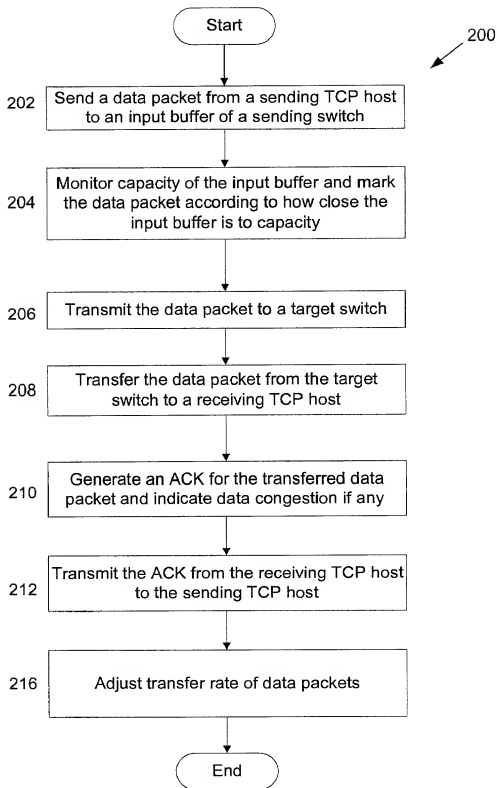 Start
200
202
Send a data packet from a sending TCP host
to an input buffer of a sending switch
204
Monitor capacity of the input buffer and mark
the data packet according to how close the
input buffer is to capacity
206
Transmit the data packet to a target switch
208
Transfer the data packet from the target
switch to a receiving TCP host
210
Generate an ACK for the transferred data
packet and indicate data congestion if any
212
Transmit the ACK from the receiving TCP host
to the sending TCP host
216
Adjust transfer rate of data packets
End